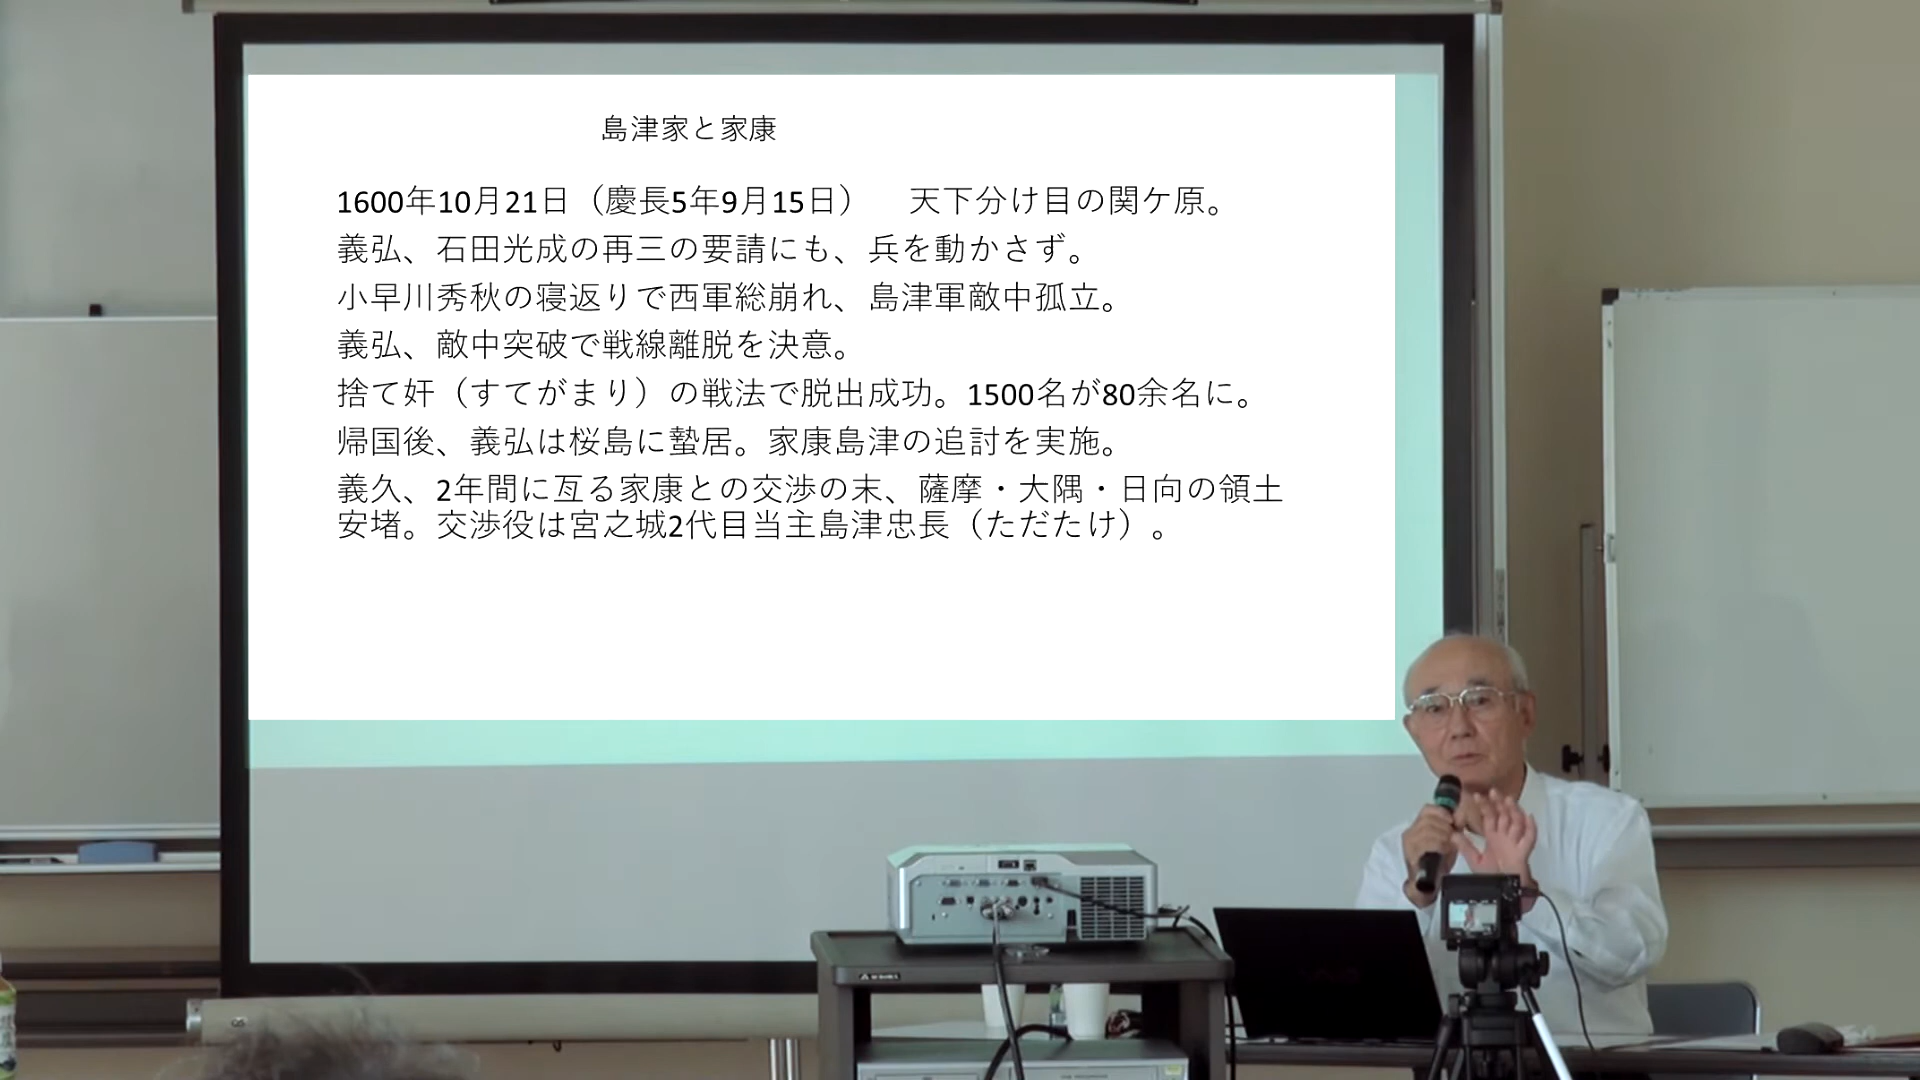 島津家と家康
1600年10月21日（慶長5年9月15日）　天下分け目の関ケ原。
義弘、石田光成の再三の要請にも、兵を動かさず。
小早川秀秋の寝返りで西軍総崩れ、島津軍敵中孤立。
義弘、敵中突破で戦線離脱を決意。
捨て奸（すてがまり）の戦法で脱出成功。1500名が80余名に。
帰国後、義弘は桜島に蟄居。家康島津の追討を実施。
義久、2年間に亙る家康との交渉の末、薩摩・大隅・日向の領土
安堵。交渉役は宮之城2代目当主島津忠長（ただたけ）。
OS